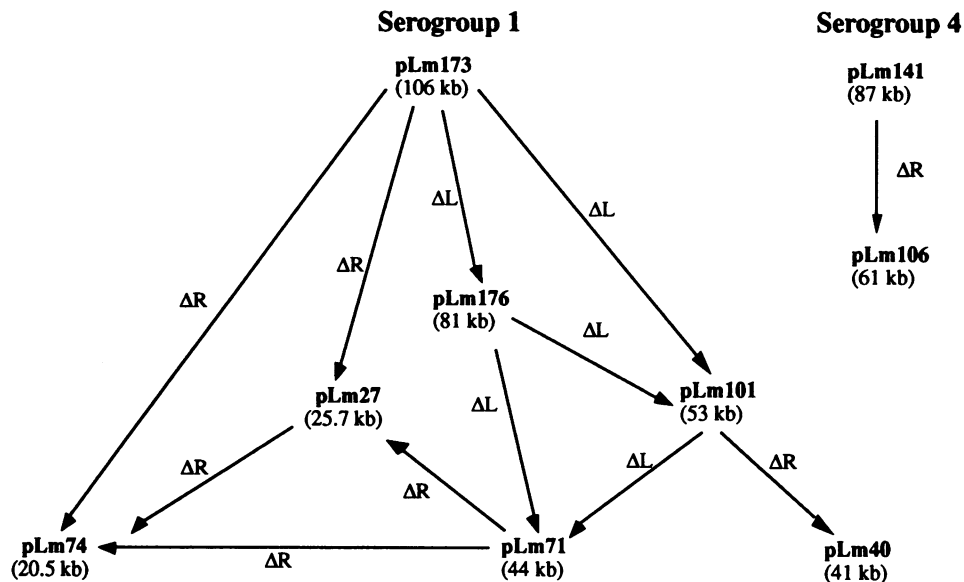 Serogroup 1
Serogroup 4
pLm173
(106 kb)
pLm141
(87 kb)
ΔR
ΔL
ΔL
ΔR
ΔR
pLm106
(61 kb)
ΔR
pLm176
(81 kb)
ΔL
pLm27
(25.7 kb)
ΔL
pLm101
(53 kb)
ΔR
ΔR
ΔL
ΔR
pLm74
(20.5 kb)
ΔR
pLm71
(44 kb)
pLm40
(41 kb)